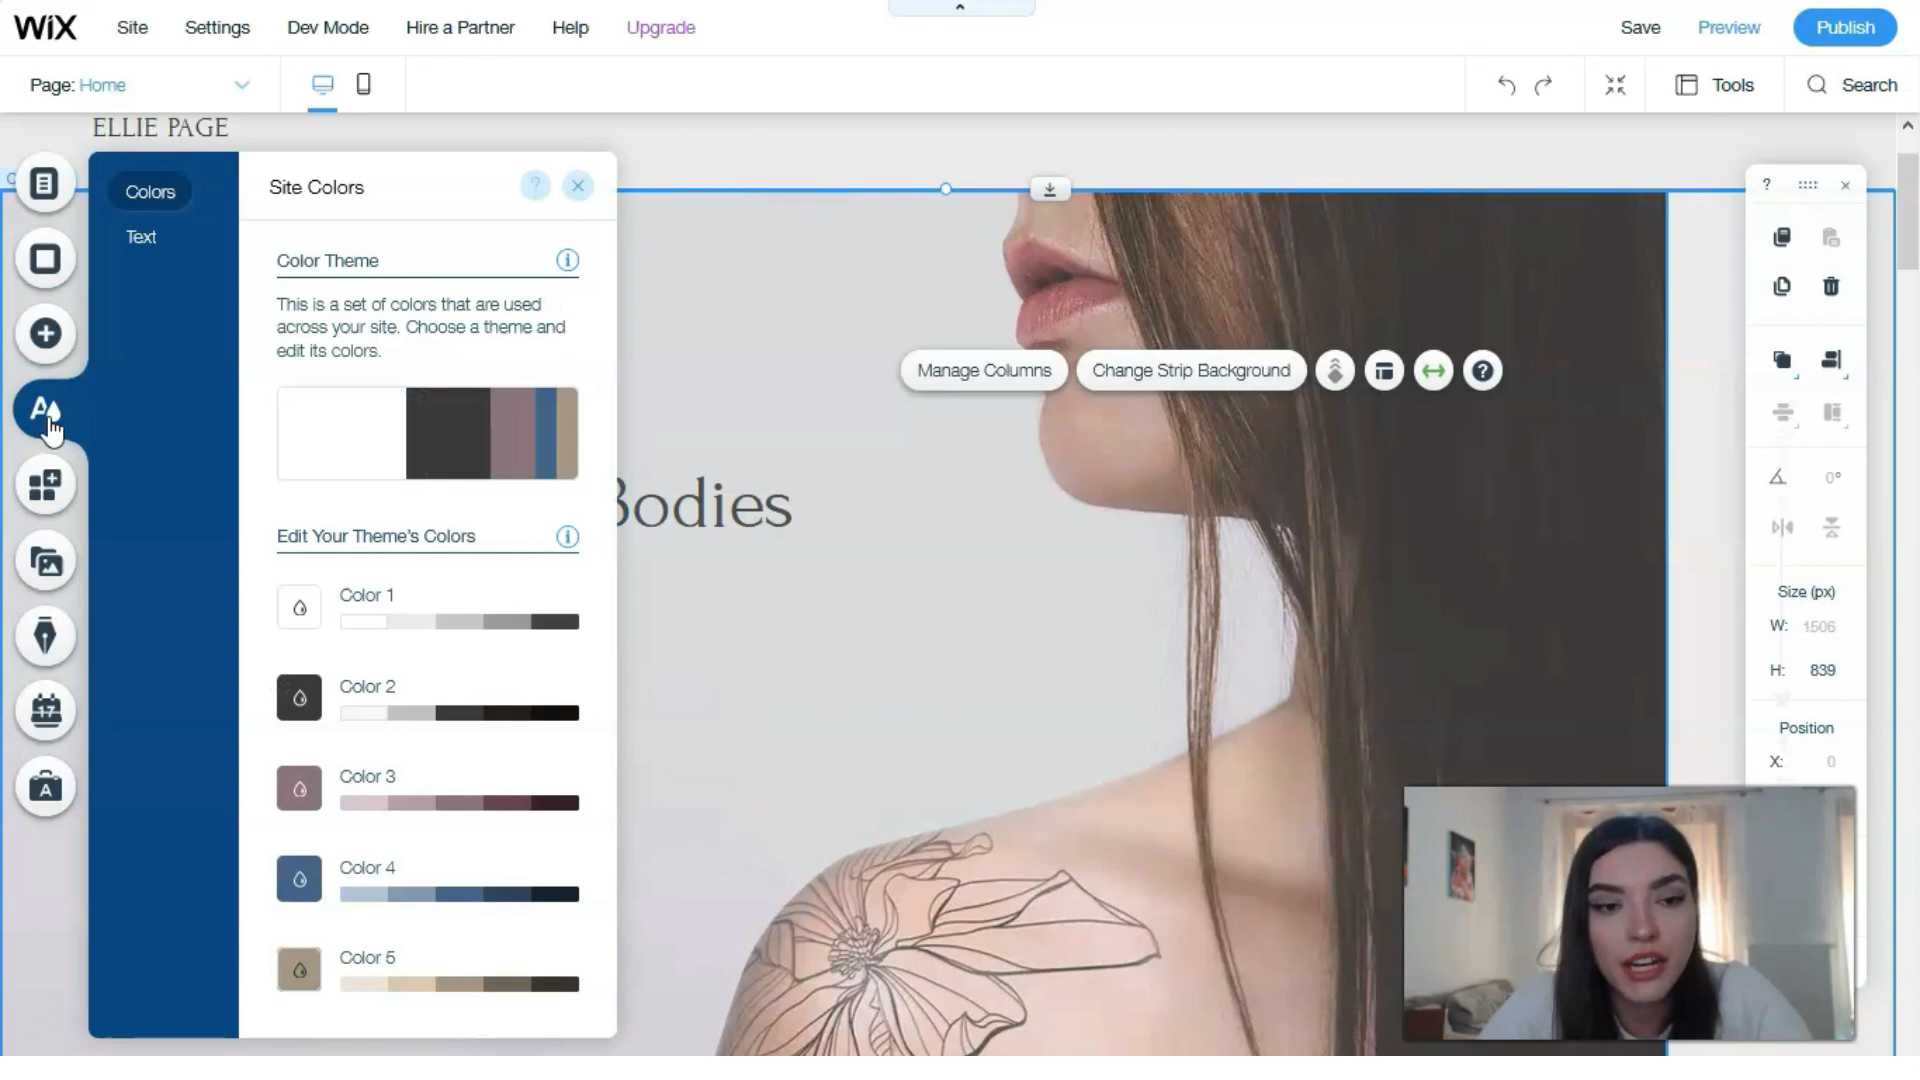 WiX Site Settings Dev Mode Hire a Partner Help Upgrade Save Preview Publish
Page: Home Tools Search
ELLIE PAGE
Colors
Text
Site Colors ? ×
Color Theme i
This is a set of colors that are used
across your site. Choose a theme and
edit its colors.
Edit Your Theme's Colors i
Color 1
Color 2
Color 3
Color 4
Color 5
17
A
Manage Columns Change Strip Background ?
Bodies
? ×
0°
Size (px)
W: 1506
H: 839
Position
X: 0